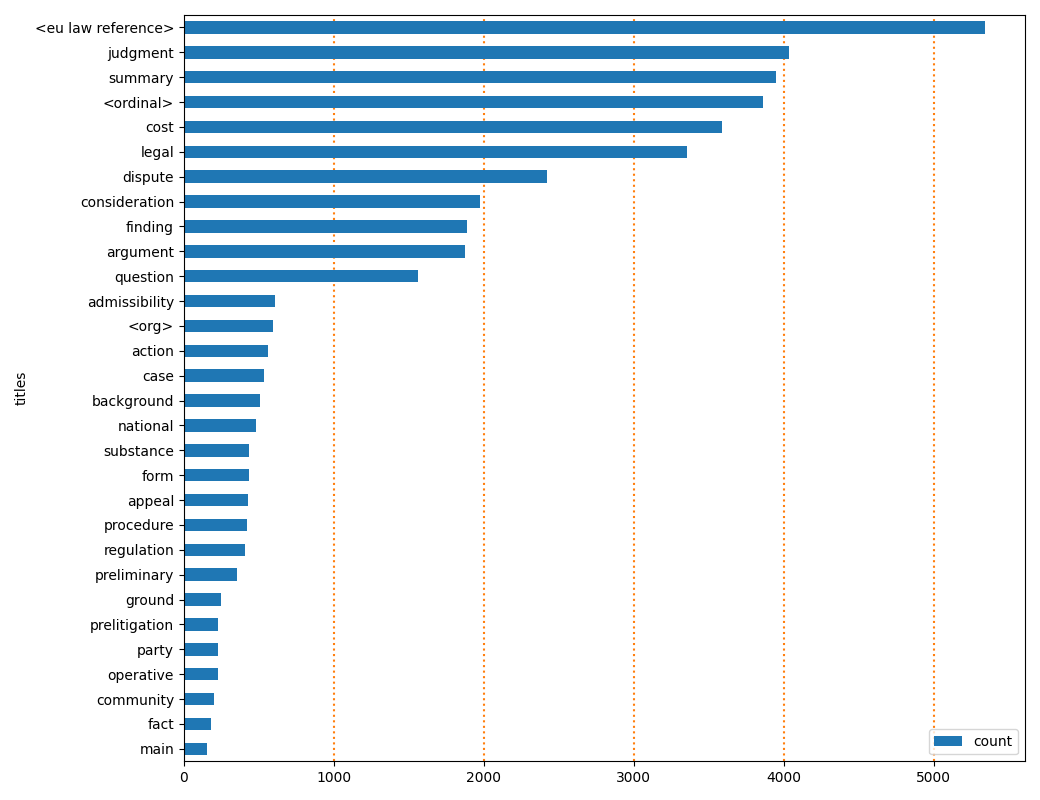 <eu law reference>
judgment
summary
<ordinal>
cost
legal
dispute
consideration
finding
argument
question
admissibility
<org>
action
case
background
national
substance
form
appeal
procedure
regulation
preliminary
ground
prelitigation
party
operative
community
fact
main
titles
count
0 1000 2000 3000 4000 5000